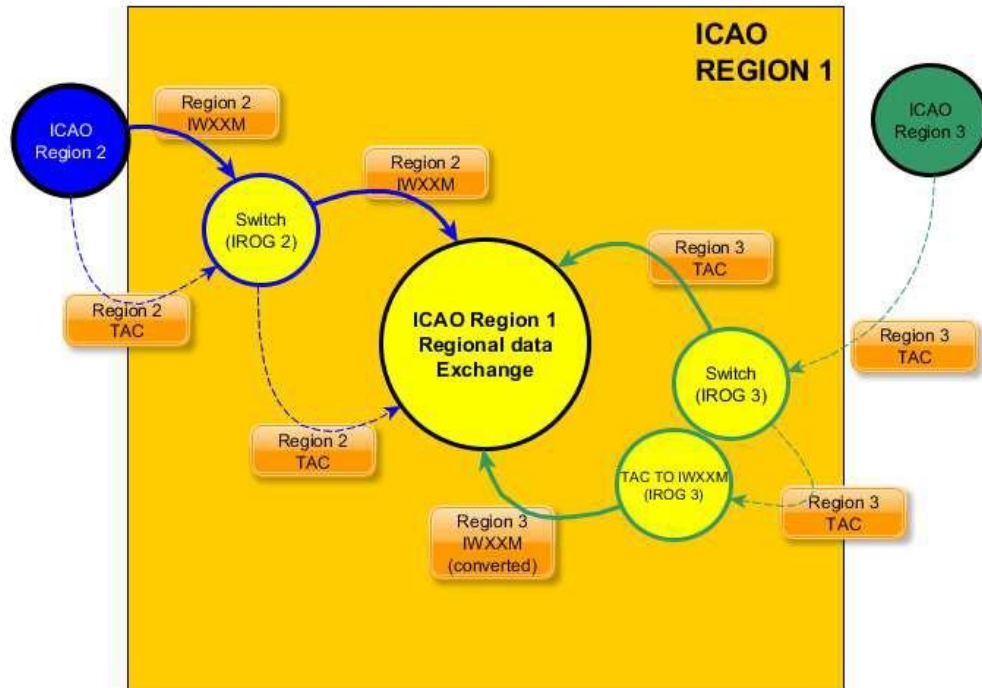 ICAO
REGION 1
ICAO
Region 2
Region 2
IWXXM
Region 2
IWXXM
Switch
(IROG 2)
Region 2
TAC
Region 2
TAC
ICAO Region 1
Regional data
Exchange
ICAO
Region 3
Region 3
TAC
Region 3
TAC
Switch
(IROG 3)
TAC TO IWXXM
(IROG 3)
Region 3
TAC
Region 3
IWXXM
(converted)